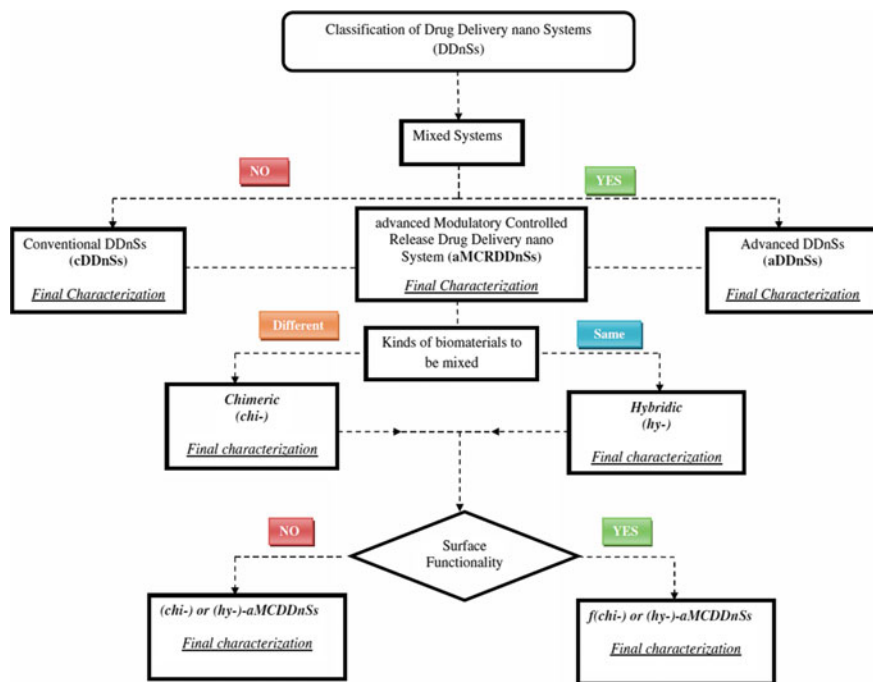 Classification of Drug Delivery nano Systems
(DDnSs)
Mixed Systems
NO
YES
Conventional DDnSs
(cDDnSs)
Final Characterization
advanced Modulatory Controlled
Release Drug Delivery nano
System (aMCRDDnSs)
Final Characterization
Advanced DDnSs
(aDDnSs)
Final Characterization
Different
Kinds of biomaterials to
be mixed
Same
Chimeric
(chi-)
Final characterization
Hybridic
(hy-)
Final characterization
NO
Surface
Functionality
YES
(chi-) or (hy-)-aMCDDnSs
Final characterization
f(chi-) or (hy-)-aMCDDnSs
Final characterization